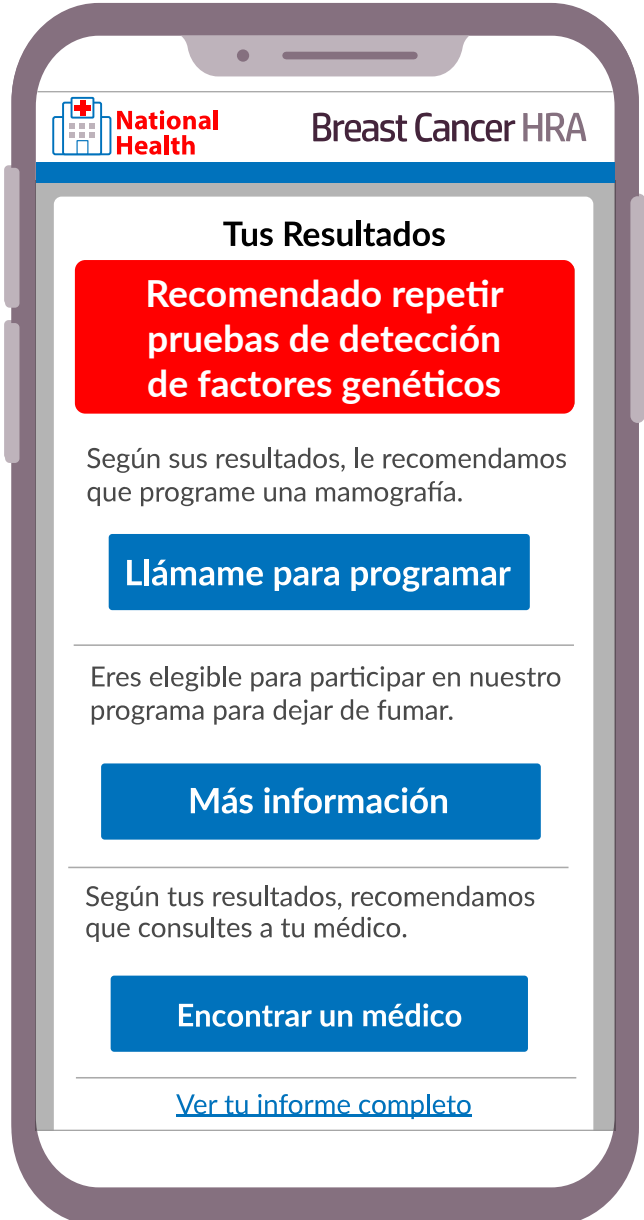 National
Health
Breast Cancer HRA
Tus Resultados
Recomendado repetir
pruebas de detección
de factores genéticos
Según sus resultados, le recomendamos
que programe una mamografía.
Llámame para programar
Eres elegible para participar en nuestro
programa para dejar de fumar.
Más información
Según tus resultados, recomendamos
que consultes a tu médico.
Encontrar un médico
Ver tu informe completo